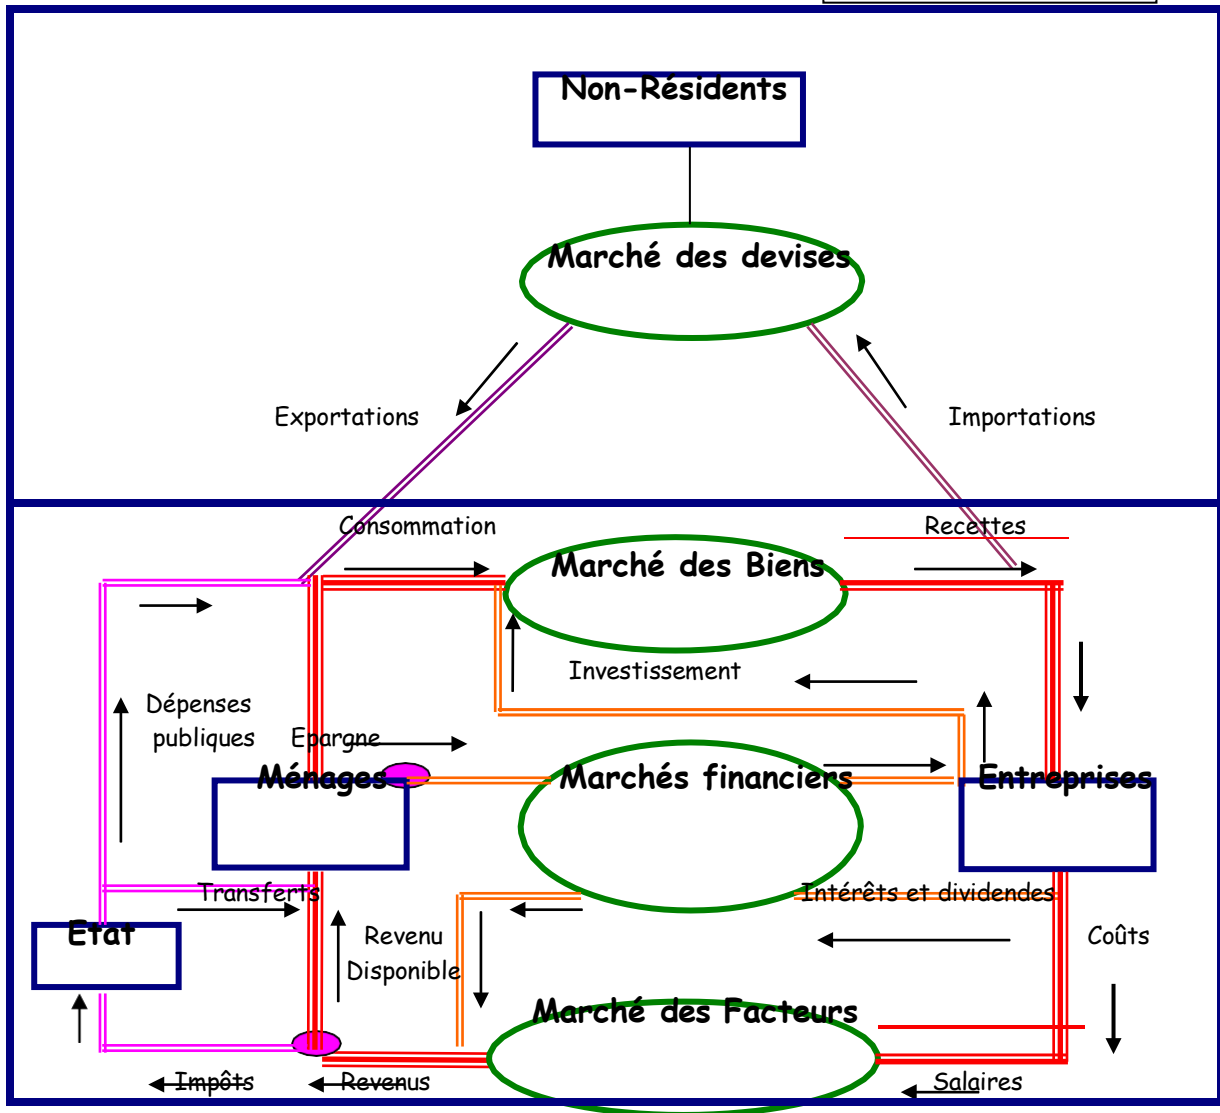 Non-Résidents
Marché des devises
Exportations
Importations
Consommation
Recettes
Marché des Biens
Investissement
Dépenses
publiques
Epargne
Ménages
Marchés financiers
Entreprises
Transferts
Intérêts et dividendes
Etat
Revenu
Disponible
Coûts
Marché des Facteurs
Impôts
Revenus
Salaires